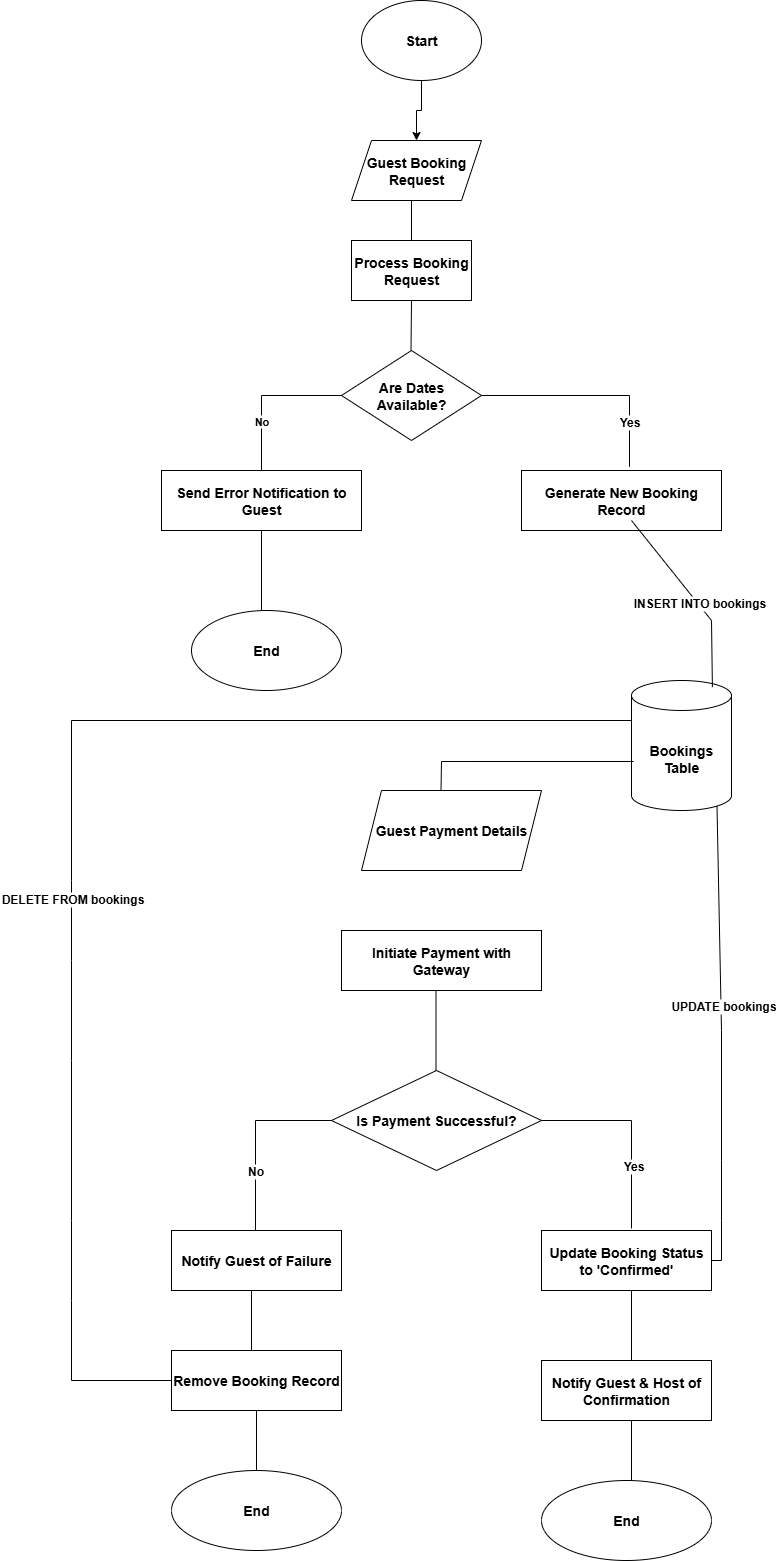 Start
Guest Booking
Request
Process Booking
Request
Are Dates
Available?
No
Yes
Send Error Notification to
Guest
Generate New Booking
Record
INSERT INTO bookings
End
Bookings
Table
Guest Payment Details
DELETE FROM bookings
Initiate Payment with
Gateway
UPDATE bookings
Is Payment Successful?
No
Yes
Notify Guest of Failure
Update Booking Status
to 'Confirmed'
Remove Booking Record
Notify Guest & Host of
Confirmation
End
End